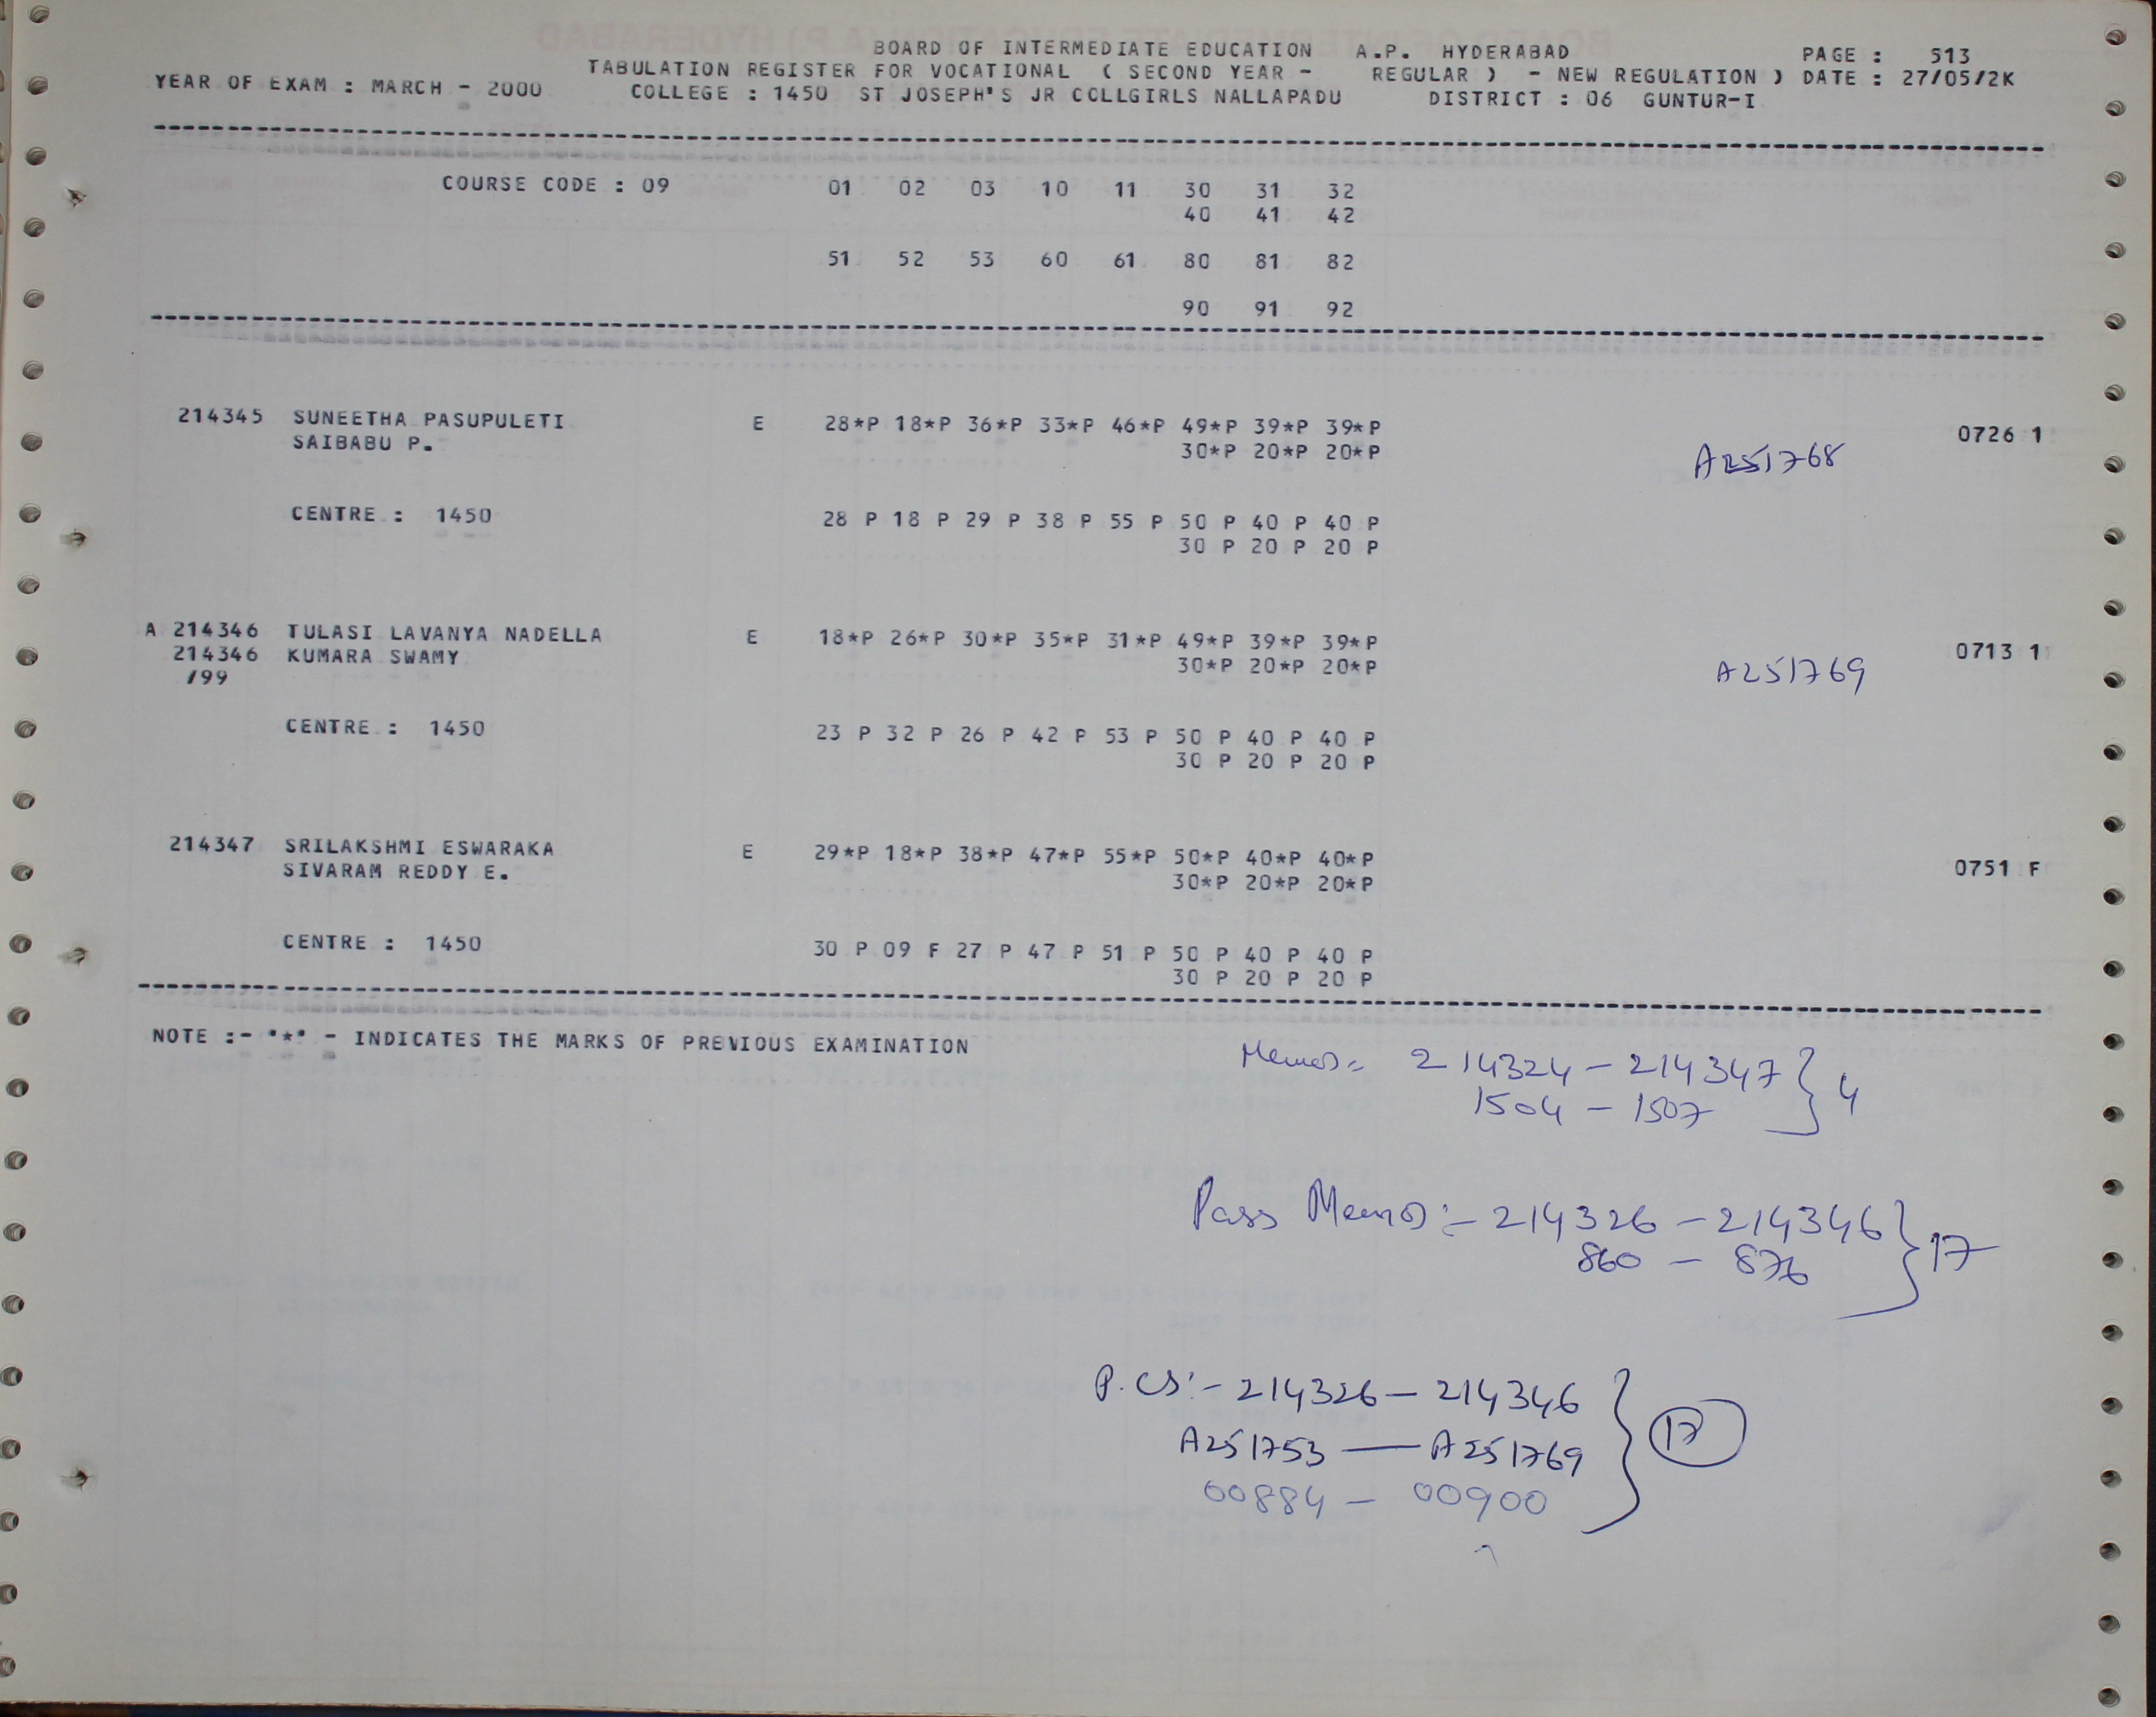 BOARD OF INTERMEDIATE EDUCATION A.P. HYDERABAD PAGE : 513
TABULATION REGISTER FOR VOCATIONAL ( SECOND YEAR - REGULAR ) - NEW REGULATION ) DATE : 27/05/2K
YEAR OF EXAM : MARCH - 2000 COLLEGE : 1450 ST JOSEPH'S JR COLLGIRLS NALLAPADU DISTRICT : 06 GUNTUR-I
COURSE CODE : 09 01 02 03 10 11 30 31 32
40 41 42
51 52 53 60 61 80 81 82
90 91 92
214345 SUNEETHA PASUPULETI E 28*P 18*P 36*P 33*P 46*P 49*P 39*P 39*P 0726 1
SAIBABU P. 30*P 20*P 20*P A251768
CENTRE : 1450 28 P 18 P 29 P 38 P 55 P 50 P 40 P 40 P
30 P 20 P 20 P
A 214346 TULASI LAVANYA NADELLA E 18*P 26*P 30*P 35*P 31*P 49*P 39*P 39*P 0713 1
214346 KUMARA SWAMY 30*P 20*P 20*P A251769
/99
CENTRE : 1450 23 P 32 P 26 P 42 P 53 P 50 P 40 P 40 P
30 P 20 P 20 P
214347 SRILAKSHMI ESWARAKA E 29*P 18*P 38*P 47*P 55*P 50*P 40*P 40*P 0751 F
SIVARAM REDDY E. 30*P 20*P 20*P
CENTRE : 1450 30 P 09 F 27 P 47 P 51 P 50 P 40 P 40 P
30 P 20 P 20 P
NOTE :- '*' - INDICATES THE MARKS OF PREVIOUS EXAMINATION
Memos:- 214324 - 214347 } 4
1504 - 1507
Pass Memos:- 214326 - 214346 } 17
860 - 876
P.Cs:- 214326 - 214346
A251753 — A251769 } 17
00884 - 00900